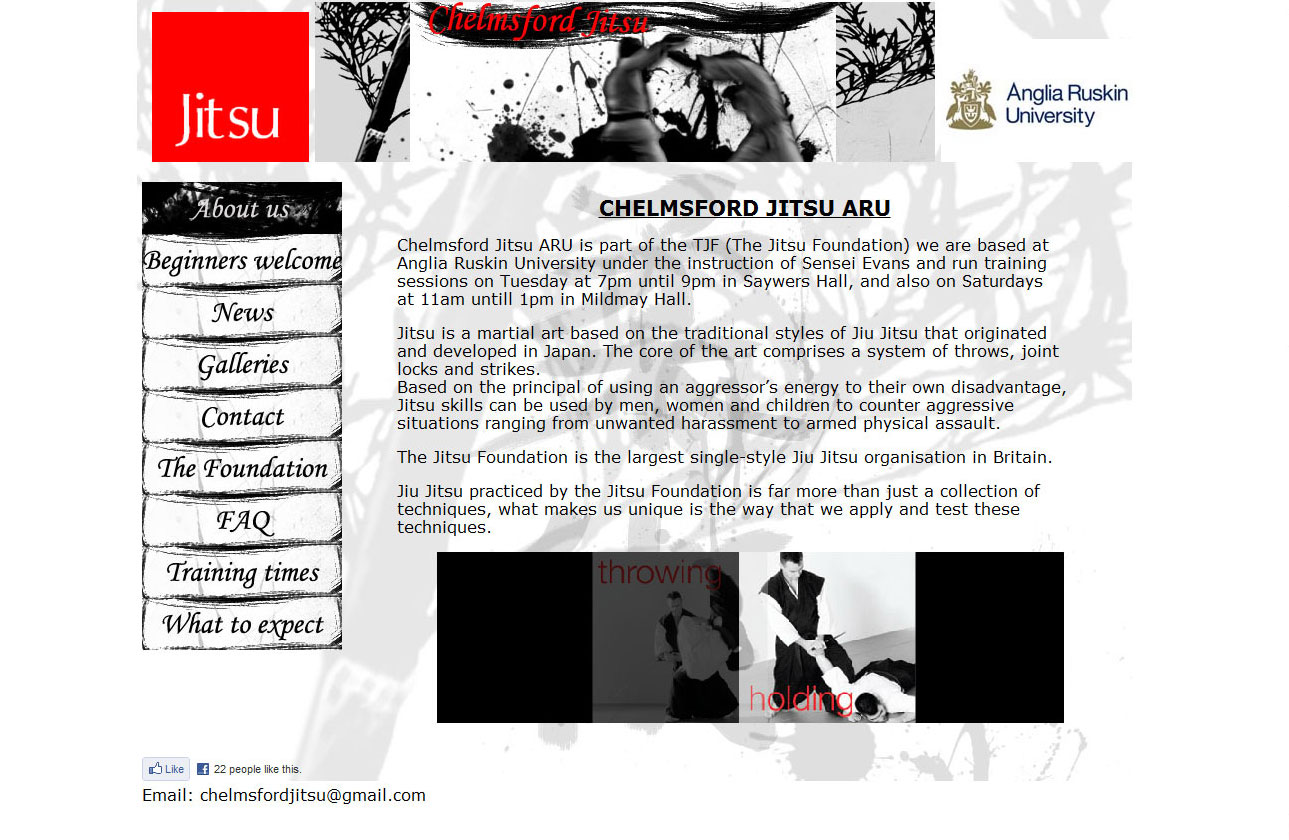 Chelmsford Jitsu
Jitsu
Anglia Ruskin
University
About us
Beginners welcome
News
Galleries
Contact
The Foundation
FAQ
Training times
What to expect
CHELMSFORD JITSU ARU
Chelmsford Jitsu ARU is part of the TJF (The Jitsu Foundation) we are based at
Anglia Ruskin University under the instruction of Sensei Evans and run training
sessions on Tuesday at 7pm until 9pm in Saywers Hall, and also on Saturdays
at 11am untill 1pm in Mildmay Hall.
Jitsu is a martial art based on the traditional styles of Jiu Jitsu that originated
and developed in Japan. The core of the art comprises a system of throws, joint
locks and strikes.
Based on the principal of using an aggressor’s energy to their own disadvantage,
Jitsu skills can be used by men, women and children to counter aggressive
situations ranging from unwanted harassment to armed physical assault.
The Jitsu Foundation is the largest single-style Jiu Jitsu organisation in Britain.
Jiu Jitsu practiced by the Jitsu Foundation is far more than just a collection of
techniques, what makes us unique is the way that we apply and test these
techniques.
throwing
holding
Like 22 people like this.
Email: chelmsfordjitsu@gmail.com